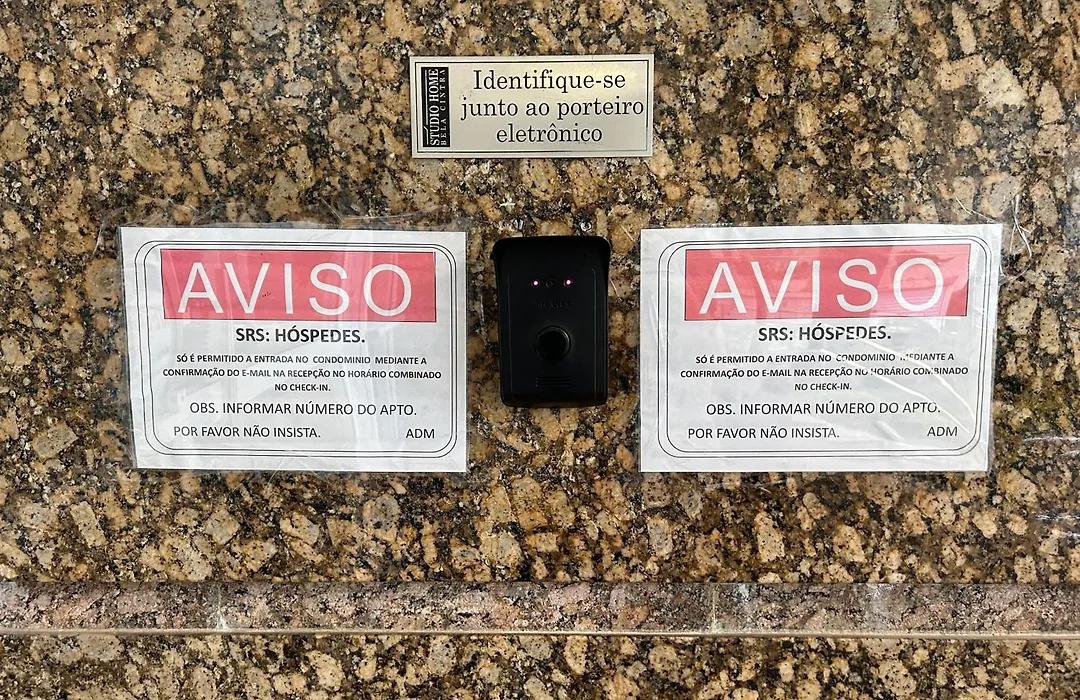 STUDIO HOME
BELA CINTRA
Identifique-se
junto ao porteiro
eletrônico
AVISO
SRS: HÓSPEDES.
SÓ É PERMITIDO A ENTRADA NO CONDOMINIO MEDIANTE A
CONFIRMAÇÃO DO E-MAIL NA RECEPÇÃO NO HORÁRIO COMBINADO
NO CHECK-IN.
OBS. INFORMAR NÚMERO DO APTO.
POR FAVOR NÃO INSISTA. ADM
AVISO
SRS: HÓSPEDES.
SÓ É PERMITIDO A ENTRADA NO CONDOMINIO MEDIANTE A
CONFIRMAÇÃO DO E-MAIL NA RECEPÇÃO NO HORÁRIO COMBINADO
NO CHECK-IN.
OBS. INFORMAR NÚMERO DO APTO.
POR FAVOR NÃO INSISTA. ADM